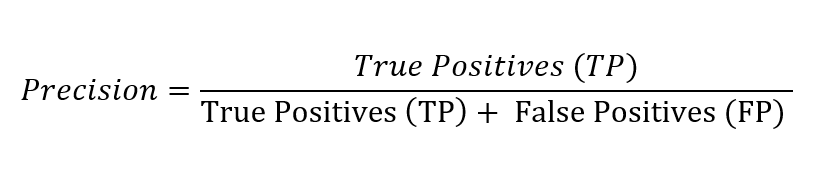 Precision = True Positives (TP) / True Positives (TP) + False Positives (FP)